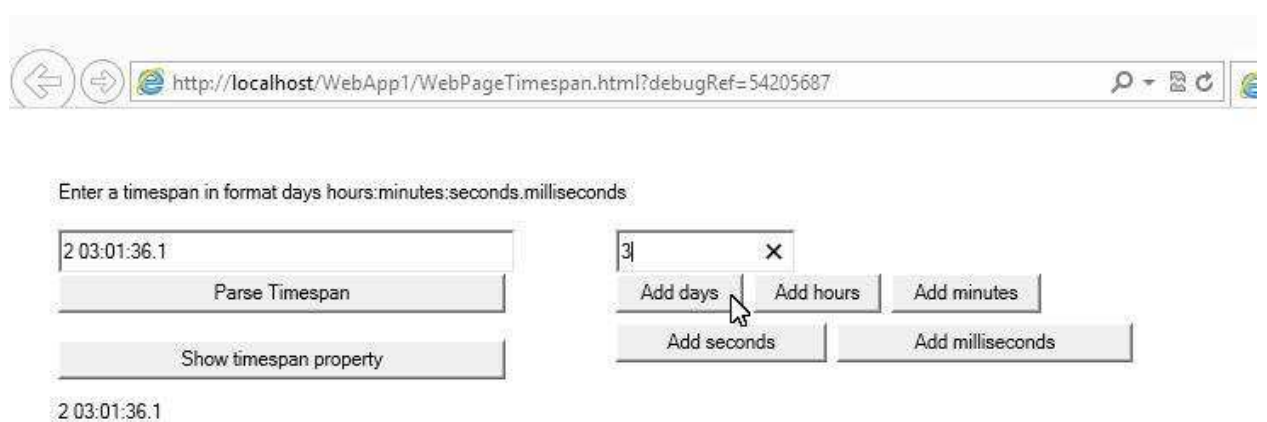 http://localhost/WebApp1/WebPageTimespan.html?debugRef=54205687
Enter a timespan in format days hours:minutes:seconds.milliseconds
2 03:01:36.1
3
Parse Timespan
Add days
Add hours
Add minutes
Add seconds
Add milliseconds
Show timespan property
2 03:01:36.1